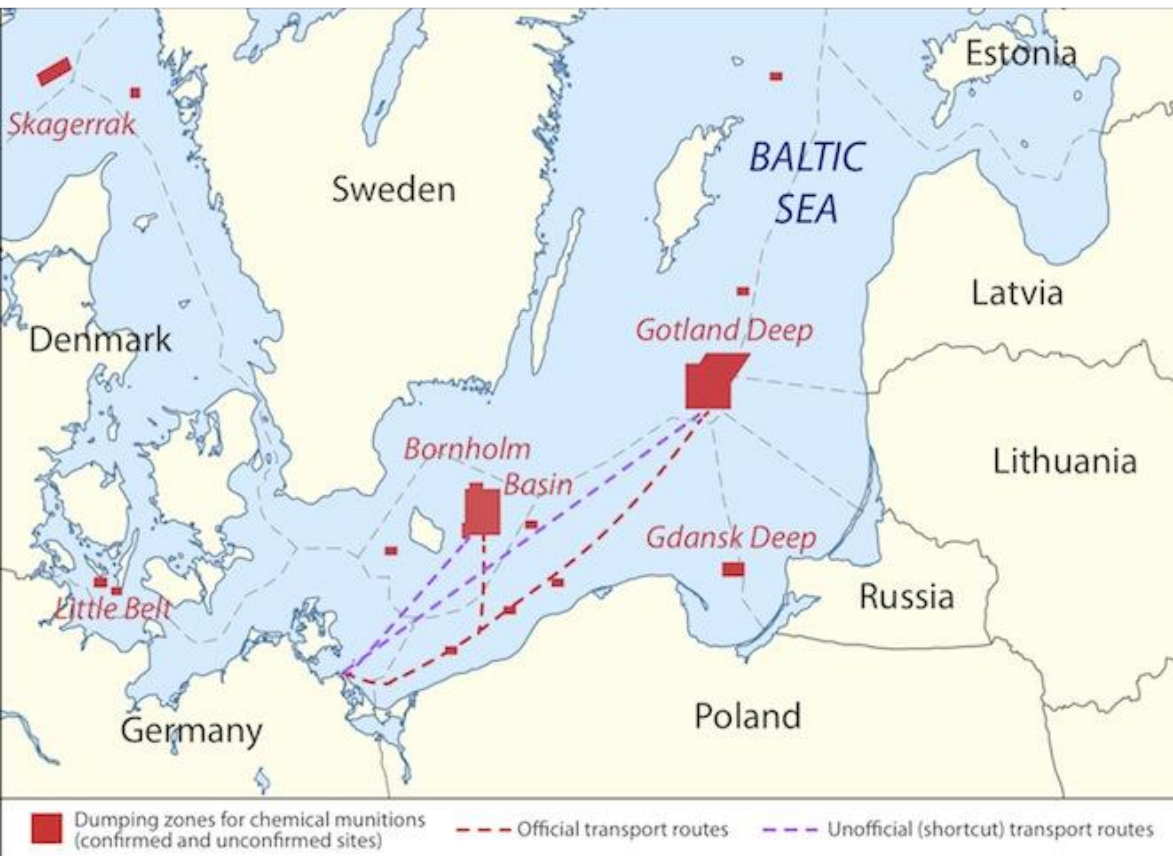 Estonia
Skagerrak
BALTIC
SEA
Sweden
Latvia
Gotland Deep
Denmark
Bornholm
Basin
Lithuania
Gdansk Deep
Russia
Little Belt
Poland
Germany
Dumping zones for chemical munitions
(confirmed and unconfirmed sites)
Official transport routes
Unofficial (shortcut) transport routes